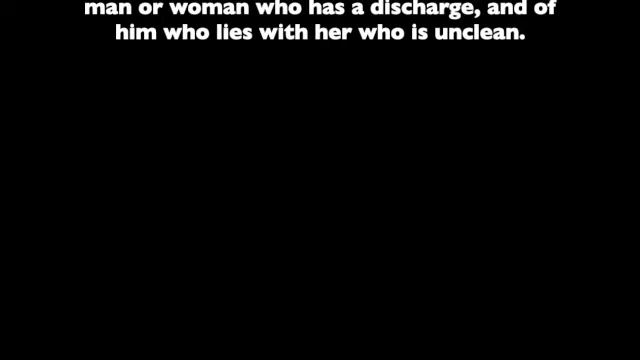 man or woman who has a discharge, and of
him who lies with her who is unclean.